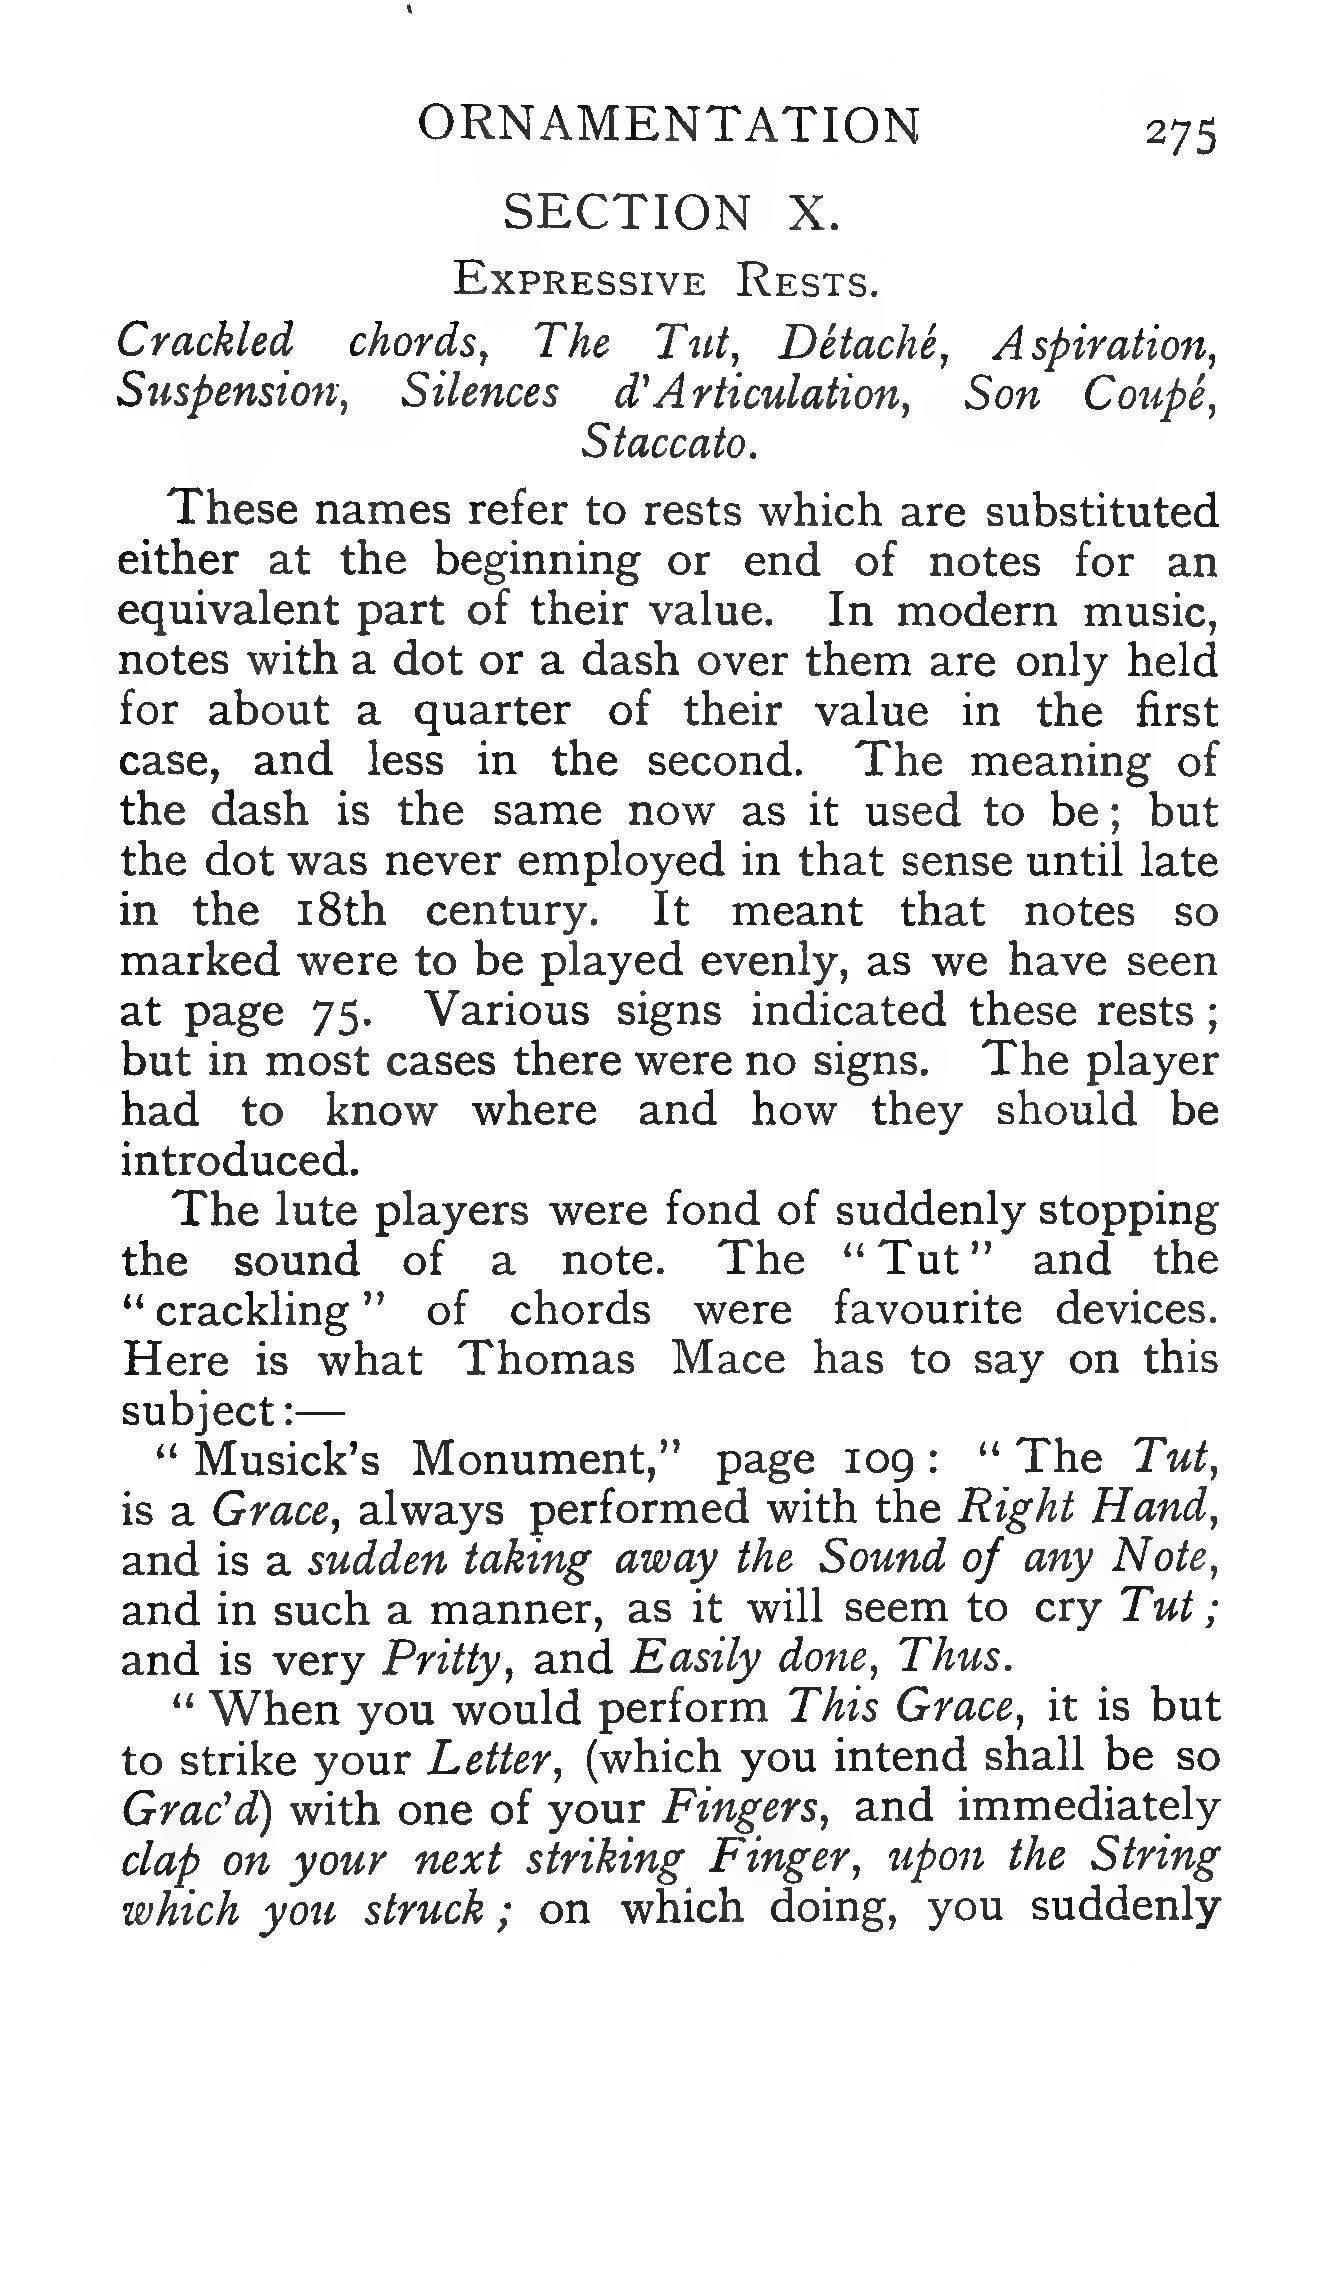 ORNAMENTATION 275
SECTION X.
EXPRESSIVE RESTS.
Crackled chords, The Tut, Détaché, Aspiration,
Suspension, Silences d'Articulation, Son Coupé,
Staccato.
These names refer to rests which are substituted
either at the beginning or end of notes for an
equivalent part of their value. In modern music,
notes with a dot or a dash over them are only held
for about a quarter of their value in the first
case, and less in the second. The meaning of
the dash is the same now as it used to be; but
the dot was never employed in that sense until late
in the 18th century. It meant that notes so
marked were to be played evenly, as we have seen
at page 75. Various signs indicated these rests;
but in most cases there were no signs. The player
had to know where and how they should be
introduced.
The lute players were fond of suddenly stopping
the sound of a note. The "Tut" and the
"crackling" of chords were favourite devices.
Here is what Thomas Mace has to say on this
subject:—
"Musick's Monument," page 109: "The Tut,
is a Grace, always performed with the Right Hand,
and is a sudden taking away the Sound of any Note,
and in such a manner, as it will seem to cry Tut;
and is very Pritty, and Easily done, Thus.
"When you would perform This Grace, it is but
to strike your Letter, (which you intend shall be so
Grac'd) with one of your Fingers, and immediately
clap on your next striking Finger, upon the String
which you struck; on which doing, you suddenly